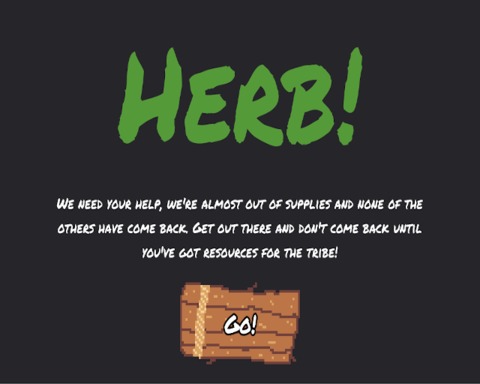 Herb!
We need your help, we're almost out of supplies and none of the
others have come back. Get out there and don't come back until
you've got resources for the tribe!
Go!